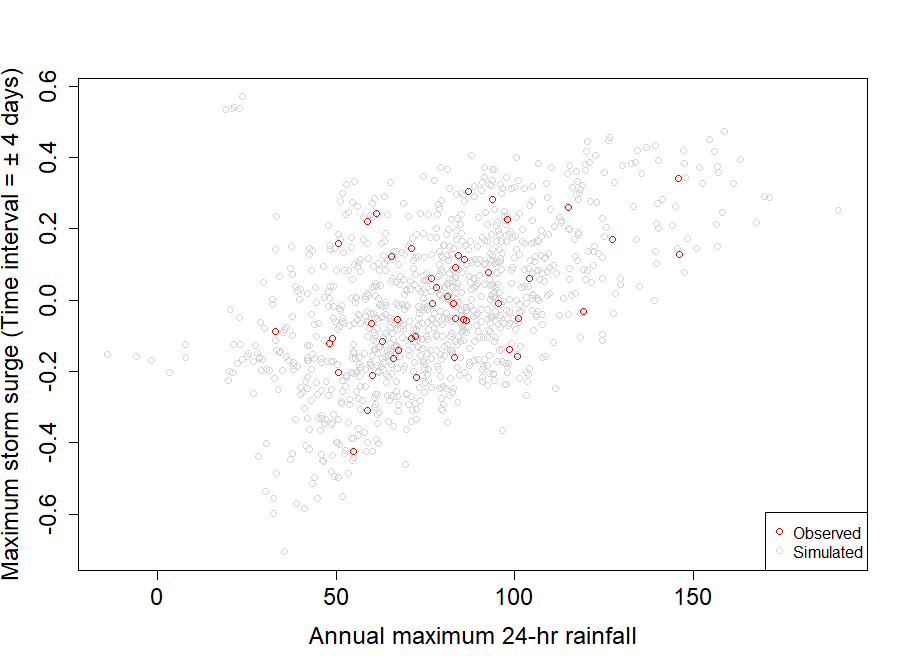 Maximum storm surge (Time interval = ± 4 days)
0.6
0.4
0.2
0.0
-0.2
-0.4
-0.6
0 50 100 150
Annual maximum 24-hr rainfall
Observed
Simulated